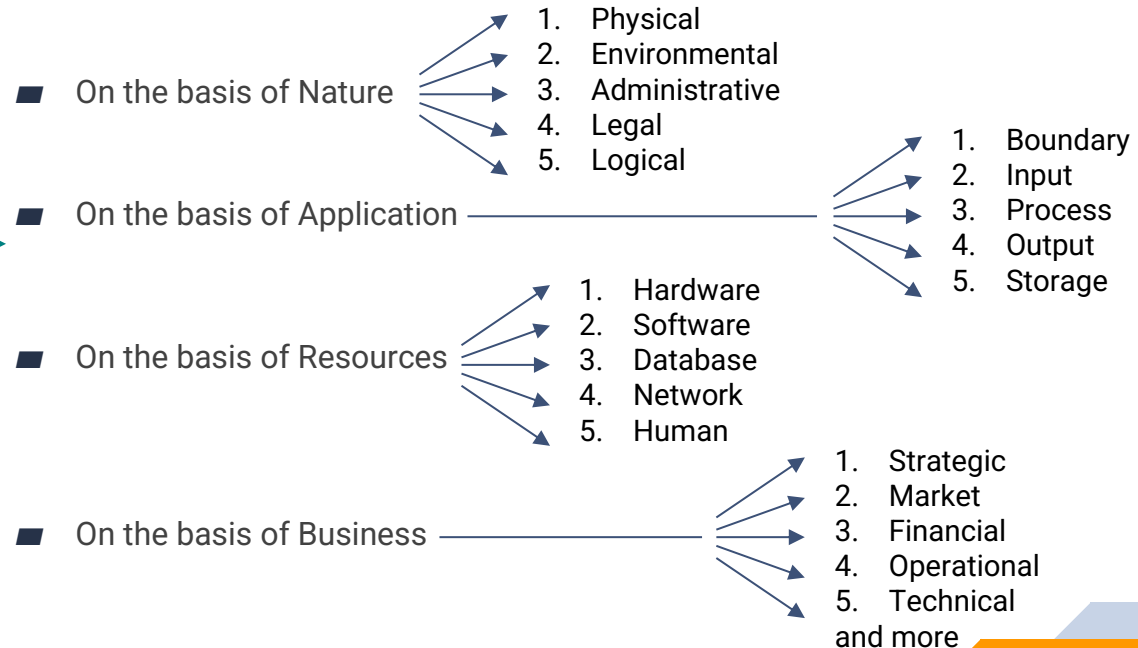 On the basis of Nature
1. Physical
2. Environmental
3. Administrative
4. Legal
5. Logical
On the basis of Application
1. Boundary
2. Input
3. Process
4. Output
5. Storage
On the basis of Resources
1. Hardware
2. Software
3. Database
4. Network
5. Human
On the basis of Business
1. Strategic
2. Market
3. Financial
4. Operational
5. Technical
and more